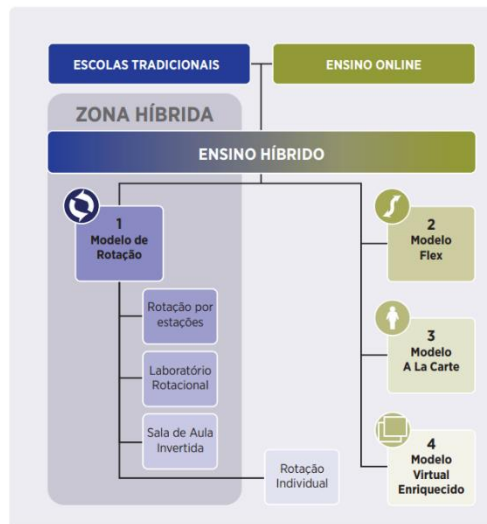 ESCOLAS TRADICIONAIS
ENSINO ONLINE
ZONA HÍBRIDA
ENSINO HÍBRIDO
1
Modelo de
Rotação
2
Modelo
Flex
Rotação por
estações
3
Modelo
A La Carte
Laboratório
Rotacional
Sala de Aula
Invertida
4
Modelo
Virtual
Enriquecido
Rotação
Individual